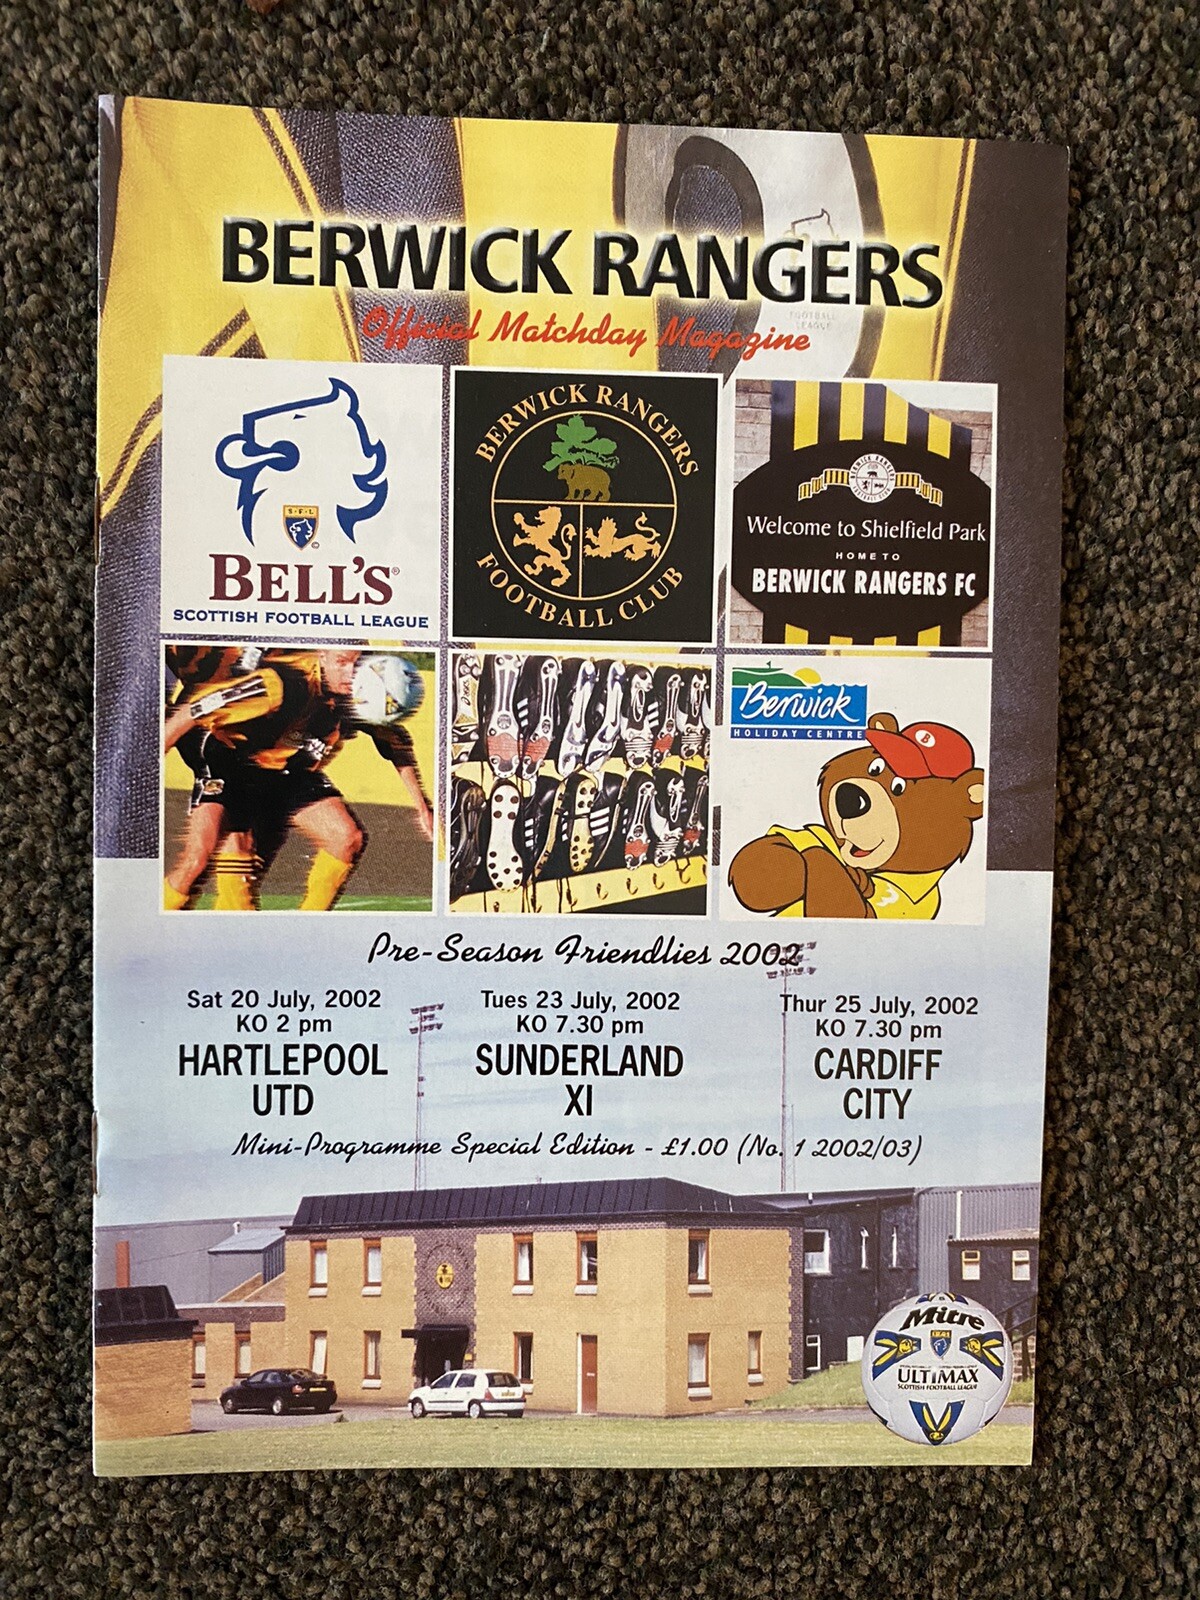 BERWICK RANGERS
Official Matchday Magazine
FOOTBALL
LEAGUE
S·F·L
BELL'S
SCOTTISH FOOTBALL LEAGUE
BERWICK RANGERS
FOOTBALL CLUB
Welcome to Shielfield Park
HOME TO
BERWICK RANGERS FC
Berwick
HOLIDAY CENTRE
B
Pre-Season Friendlies 2002
Sat 20 July, 2002
KO 2 pm
HARTLEPOOL
UTD
Tues 23 July, 2002
KO 7.30 pm
SUNDERLAND
XI
Thur 25 July, 2002
KO 7.30 pm
CARDIFF
CITY
Mini-Programme Special Edition - £1.00 (No. 1 2002/03)
Mitre
ULTIMAX
SCOTTISH FOOTBALL LEAGUE